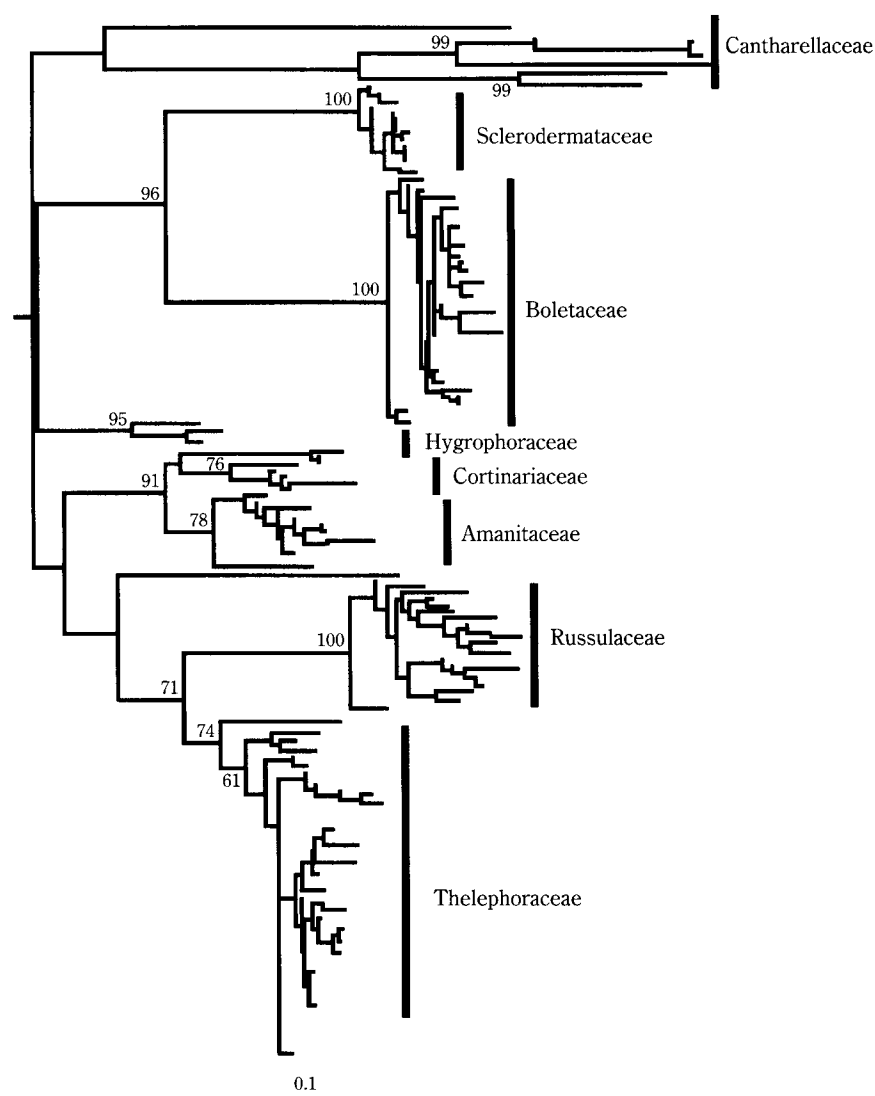 99
Cantharellaceae
99
100
Sclerodermataceae
96
100
Boletaceae
95
Hygrophoraceae
76
91
Cortinariaceae
78
Amanitaceae
100
Russulaceae
71
74
61
Thelephoraceae
0.1